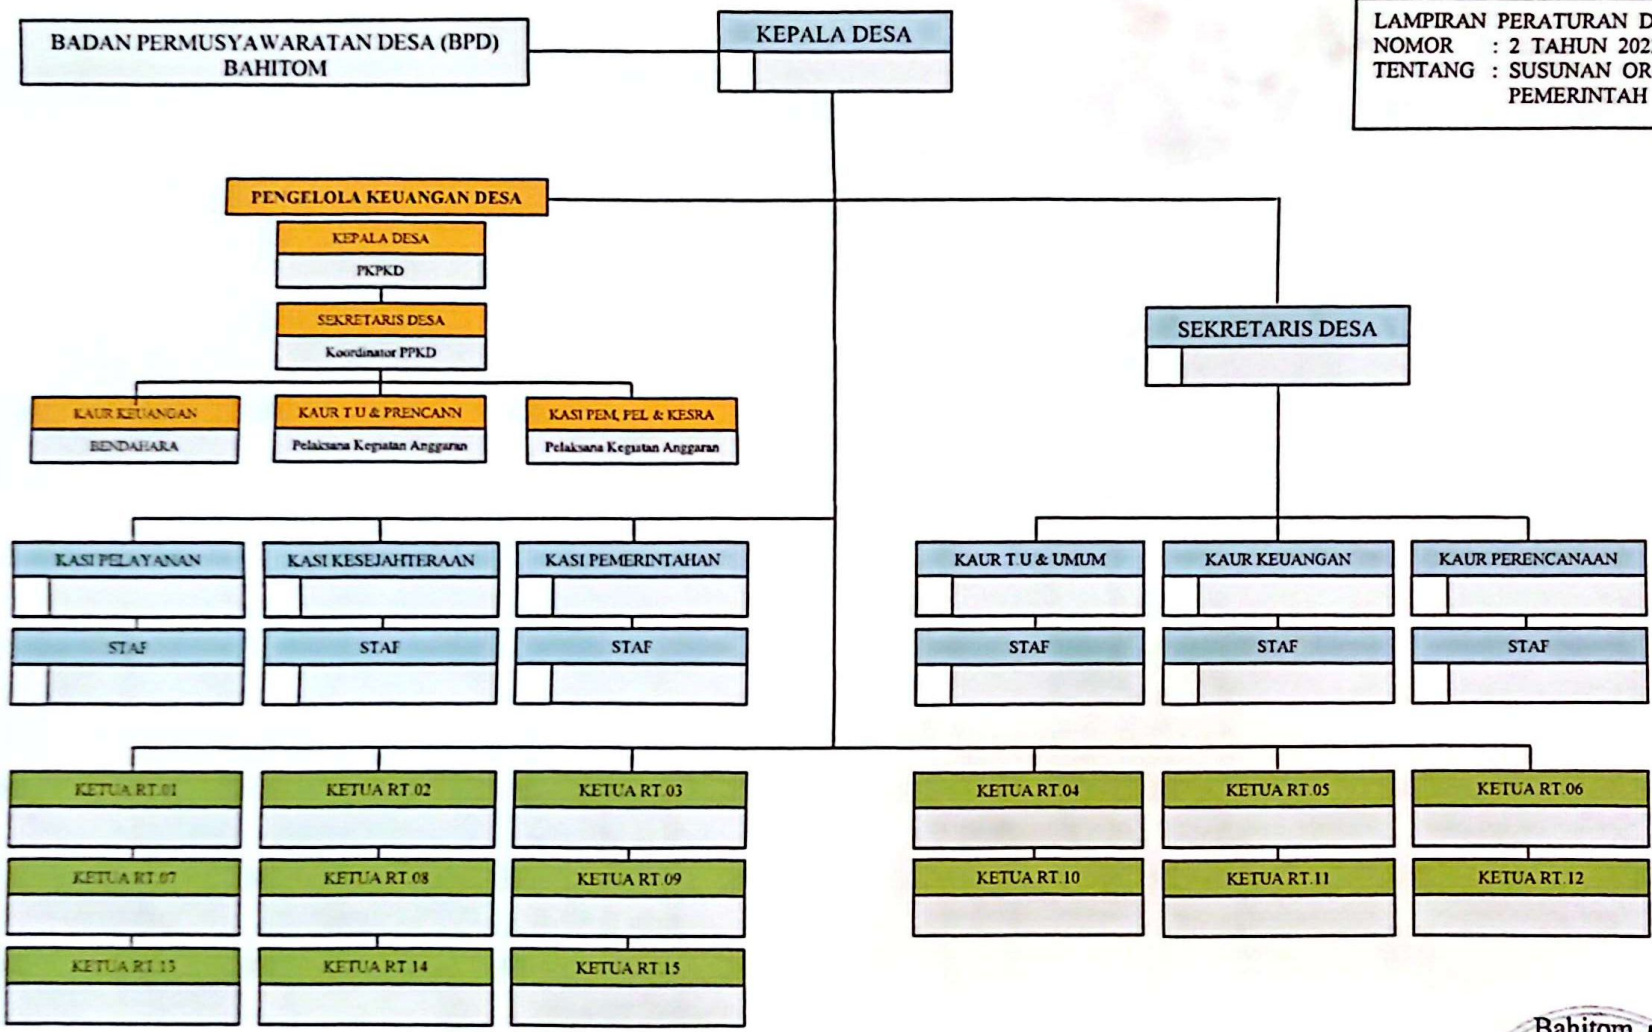 BADAN PERMUSYAWARATAN DESA (BPD)
BAHITOM
KEPALA DESA
LAMPIRAN PERATURAN D
NOMOR : 2 TAHUN 202
TENTANG : SUSUNAN OR
PEMERINTAH
PENGELOLA KEUANGAN DESA
KEPALA DESA
PKPKD
SEKRETARIS DESA
Koordinator PPKD
KAUR KEUANGAN
BENDAHARA
KAUR T U & PRENCANN
Pelaksana Kegiatan Anggaran
KASI PEM, PEL & KESRA
Pelaksana Kegiatan Anggaran
SEKRETARIS DESA
KASI PELAYANAN
KASI KESEJAHTERAAN
KASI PEMERINTAHAN
KAUR T.U & UMUM
KAUR KEUANGAN
KAUR PERENCANAAN
STAF
STAF
STAF
STAF
STAF
STAF
KETUA RT.01
KETUA RT.02
KETUA RT.03
KETUA RT.04
KETUA RT.05
KETUA RT.06
KETUA RT.07
KETUA RT.08
KETUA RT.09
KETUA RT.10
KETUA RT.11
KETUA RT.12
KETUA RT.13
KETUA RT 14
KETUA RT.15
Bahitom